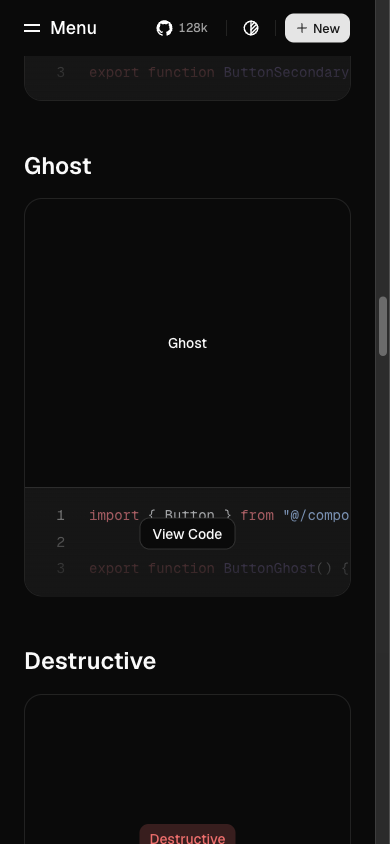 Menu
128k
+ New
3 export function ButtonSecondary
Ghost
Ghost
1 import { Button } from "@/compo
2
View Code
3 export function ButtonGhost() {
Destructive
Destructive